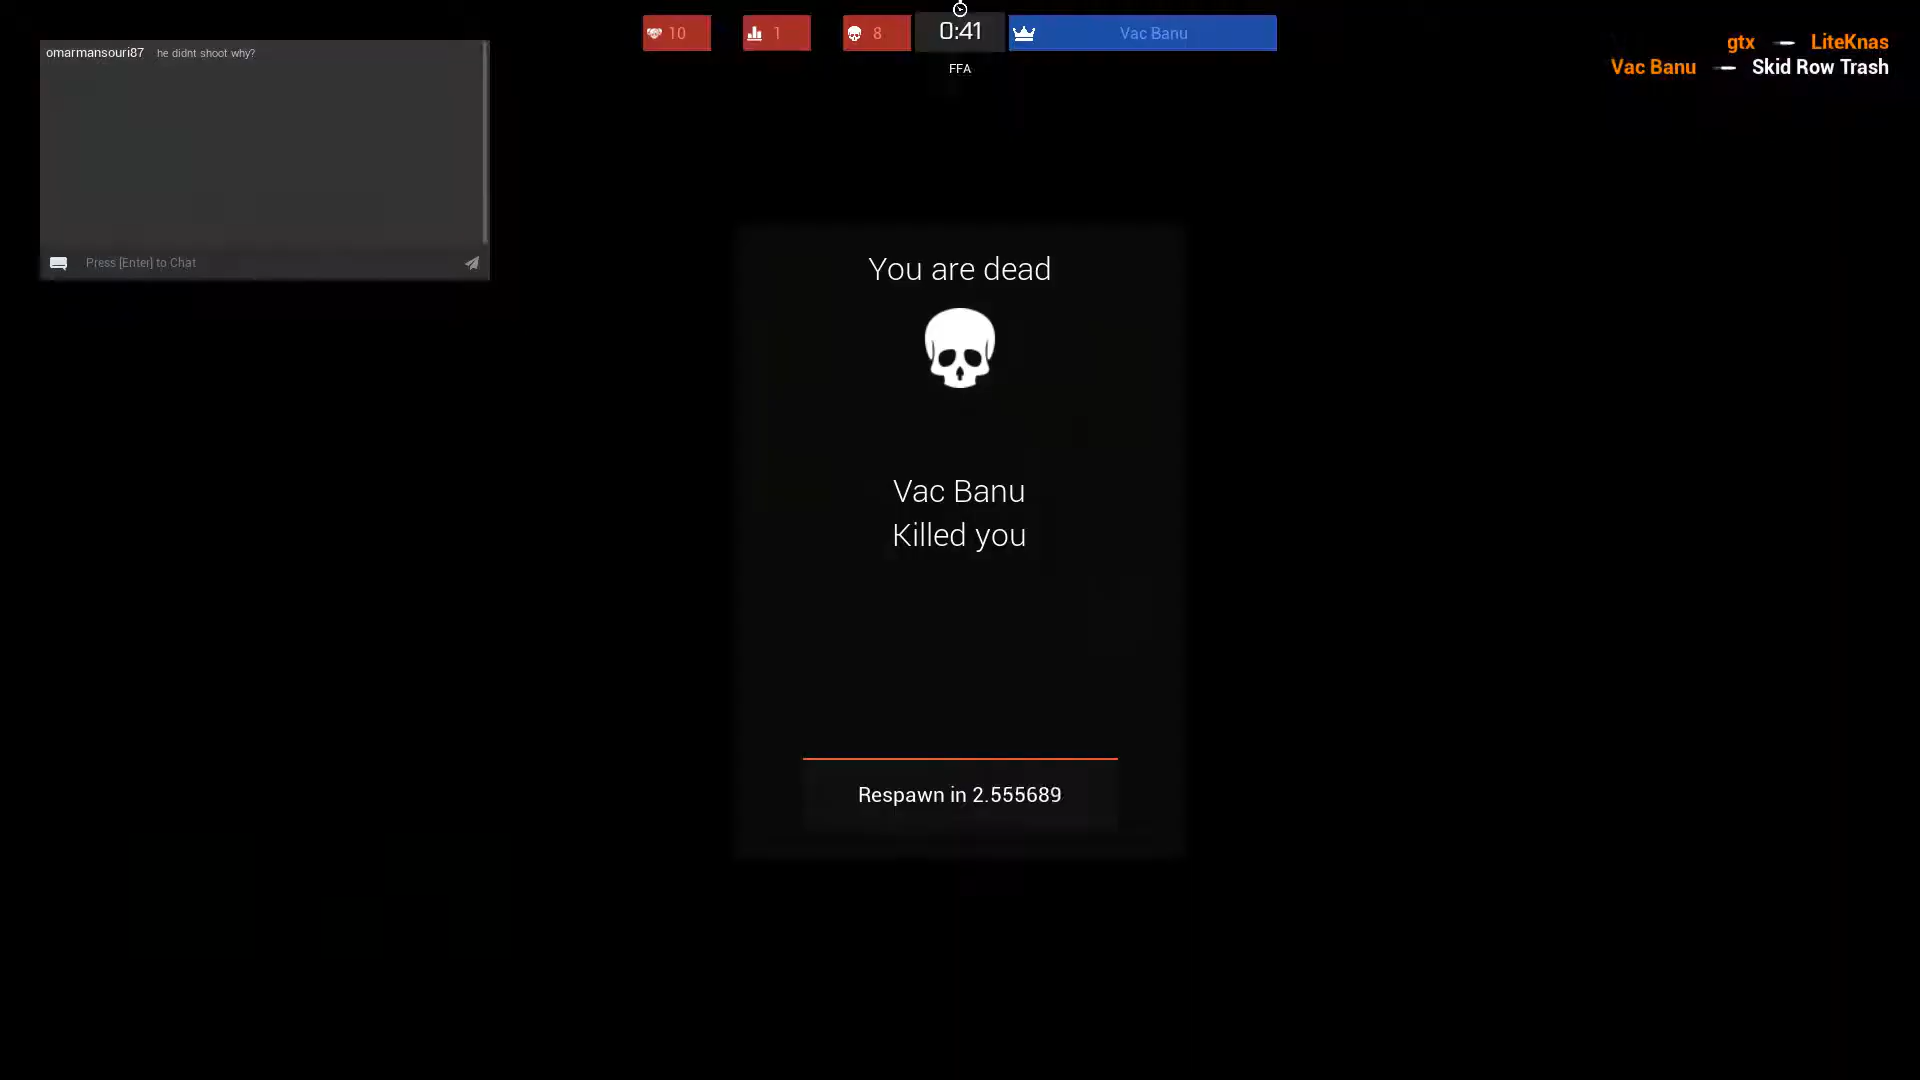 omarmansouri87 he didnt shoot why?
Press [Enter] to Chat
10
1
8
0:41
Vac Banu
FFA
gtx LiteKnas
Vac Banu Skid Row Trash
You are dead
Vac Banu
Killed you
Respawn in 2.555689